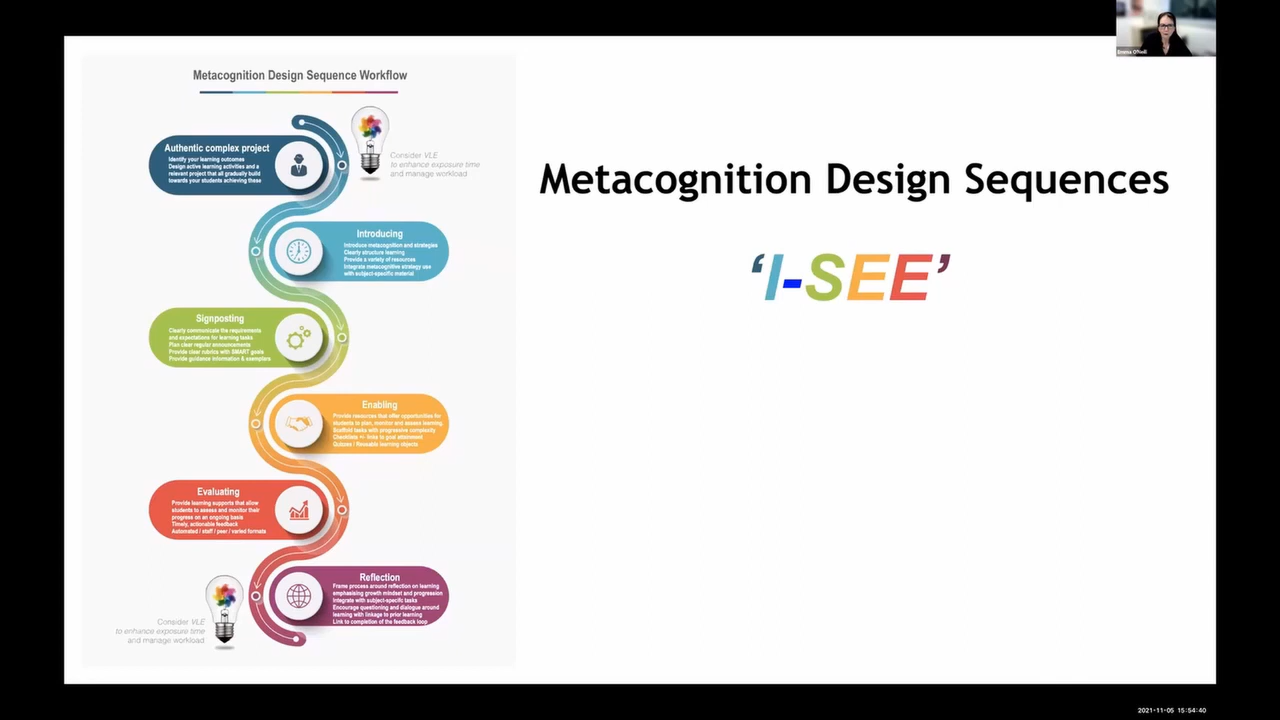 Emma O'Neill
Metacognition Design Sequence Workflow
Authentic complex project
Identify your learning outcomes
Design active learning activities and a
relevant project that all gradually build
towards your students achieving these
Consider VLE
to enhance exposure time
and manage workload
Introducing
Introduce metacognition and strategies
Clearly structure learning
Provide a variety of resources
Integrate metacognitive strategy use
with subject-specific material
Signposting
Clearly communicate the requirements
and expectations for learning tasks
Plan clear regular announcements
Provide clear rubrics with SMART goals
Provide guidance information & exemplars
Enabling
Provide resources that offer opportunities for
students to plan, monitor and assess learning.
Scaffold tasks with progressive complexity
Checklists +- links to goal attainment
Quizzes / Reusable learning objects
Evaluating
Provide learning supports that allow
students to assess and monitor their
progress on an ongoing basis
Timely, actionable feedback
Automated / staff / peer / varied formats
Reflection
Frame process around reflection on learning
emphasising growth mindset and progression
Integrate with subject-specific tasks
Encourage questioning and dialogue around
learning with linkage to prior learning
Link to completion of the feedback loop
Consider VLE
to enhance exposure time
and manage workload
Metacognition Design Sequences
‘I-SEE’
2021-11-05 15:54:40